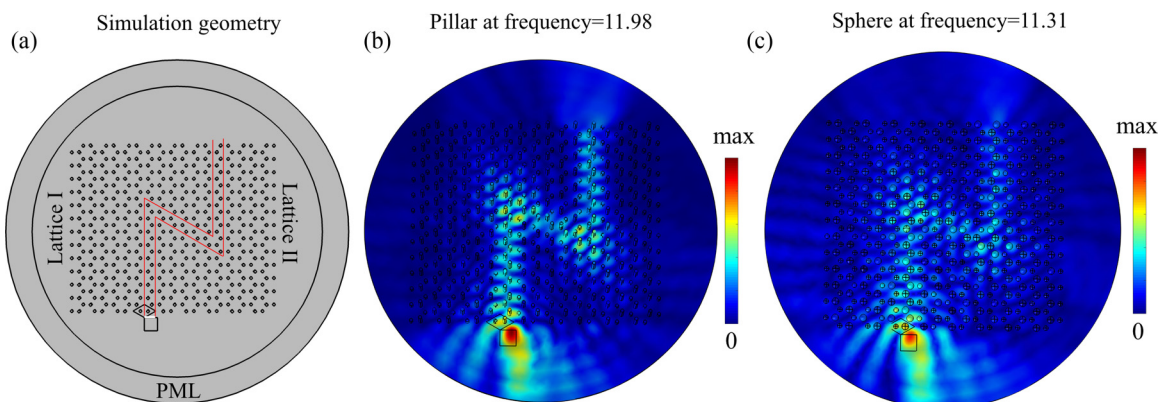 Simulation geometry
Pillar at frequency=11.98
Sphere at frequency=11.31
(a)
(b)
(c)
Lattice I
Lattice II
PML
max
0
max
0